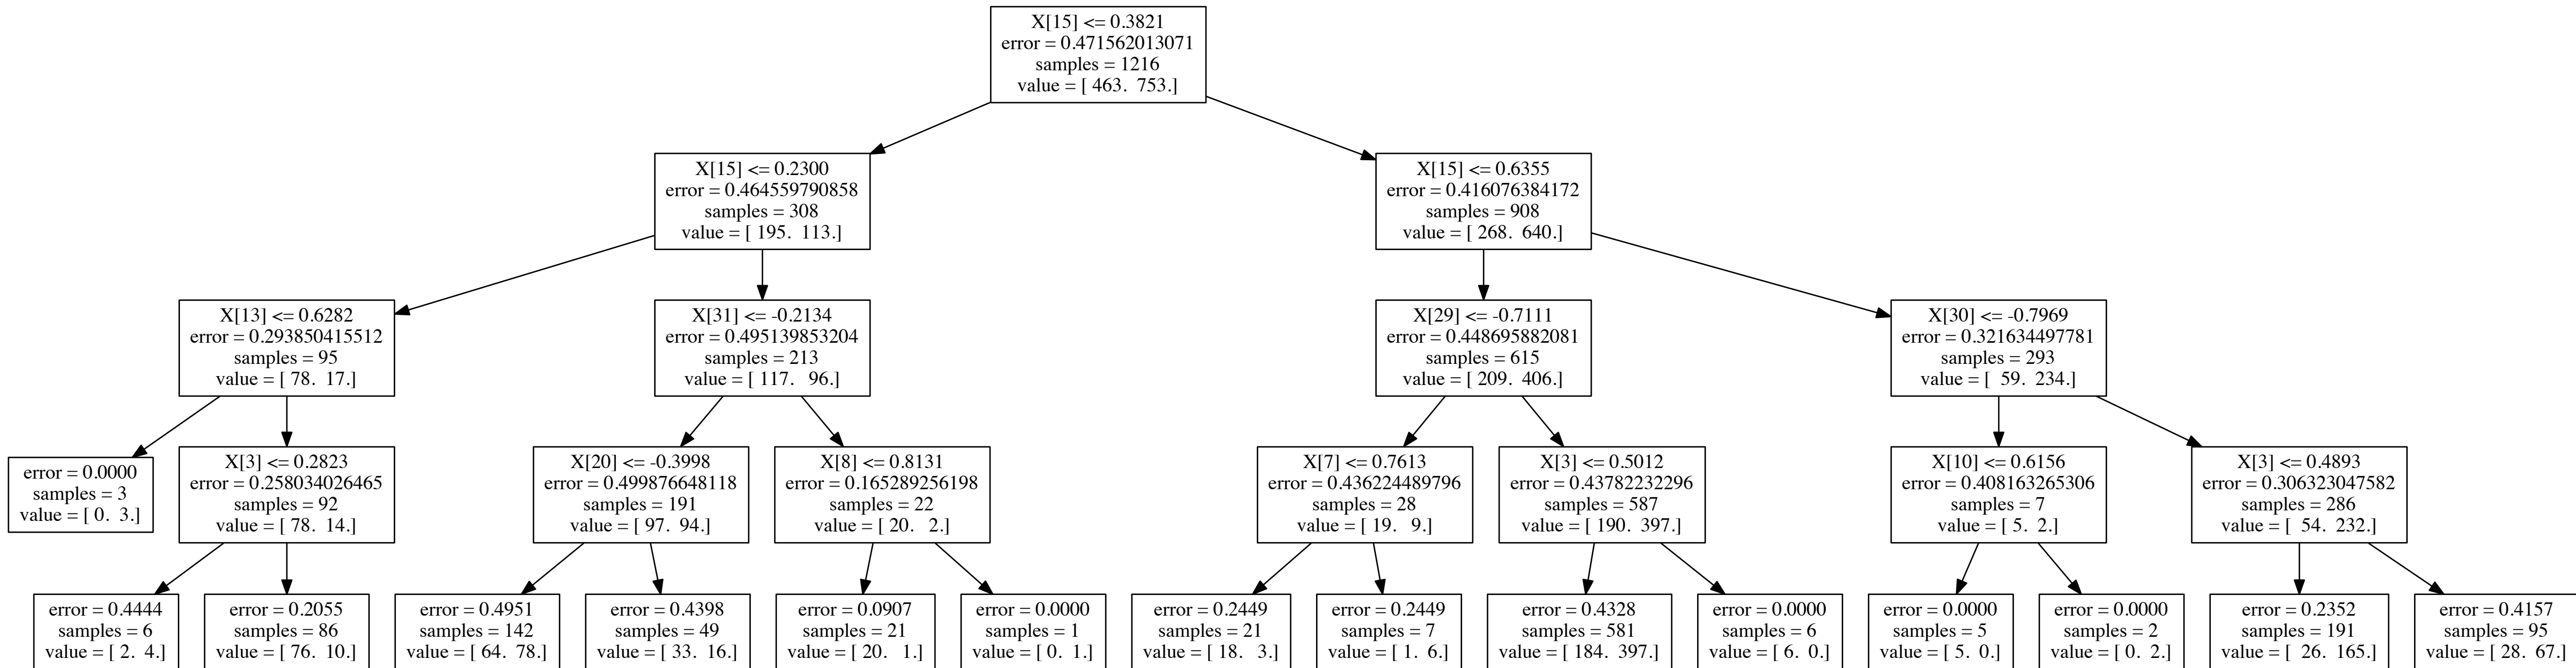 X[15] <= 0.3821
error = 0.471562013071
samples = 1216
value = [ 463.  753.]
X[15] <= 0.2300
error = 0.464559790858
samples = 308
value = [ 195.  113.]
X[15] <= 0.6355
error = 0.416076384172
samples = 908
value = [ 268.  640.]
X[13] <= 0.6282
error = 0.293850415512
samples = 95
value = [ 78.  17.]
X[31] <= -0.2134
error = 0.495139853204
samples = 213
value = [ 117.   96.]
X[29] <= -0.7111
error = 0.448695882081
samples = 615
value = [ 209.  406.]
X[30] <= -0.7969
error = 0.321634497781
samples = 293
value = [  59.  234.]
error = 0.0000
samples = 3
value = [ 0.  3.]
X[3] <= 0.2823
error = 0.258034026465
samples = 92
value = [ 78.  14.]
X[20] <= -0.3998
error = 0.499876648118
samples = 191
value = [ 97.  94.]
X[8] <= 0.8131
error = 0.165289256198
samples = 22
value = [ 20.   2.]
X[7] <= 0.7613
error = 0.436224489796
samples = 28
value = [ 19.   9.]
X[3] <= 0.5012
error = 0.43782232296
samples = 587
value = [ 190.  397.]
X[10] <= 0.6156
error = 0.408163265306
samples = 7
value = [ 5.  2.]
X[3] <= 0.4893
error = 0.306323047582
samples = 286
value = [  54.  232.]
error = 0.4444
samples = 6
value = [ 2.  4.]
error = 0.2055
samples = 86
value = [ 76.  10.]
error = 0.4951
samples = 142
value = [ 64.  78.]
error = 0.4398
samples = 49
value = [ 33.  16.]
error = 0.0907
samples = 21
value = [ 20.   1.]
error = 0.0000
samples = 1
value = [ 0.  1.]
error = 0.2449
samples = 21
value = [ 18.   3.]
error = 0.2449
samples = 7
value = [ 1.  6.]
error = 0.4328
samples = 581
value = [ 184.  397.]
error = 0.0000
samples = 6
value = [ 6.  0.]
error = 0.0000
samples = 5
value = [ 5.  0.]
error = 0.0000
samples = 2
value = [ 0.  2.]
error = 0.2352
samples = 191
value = [  26.  165.]
error = 0.4157
samples = 95
value = [ 28.  67.]